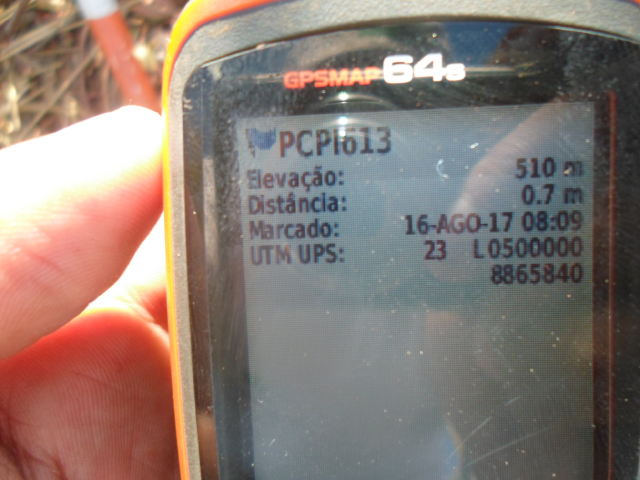 GPSMAP 64s
PCPI613
Elevação: 510 m
Distância: 0.7 m
Marcado: 16-AGO-17 08:09
UTM UPS: 23 L 0500000
8865840